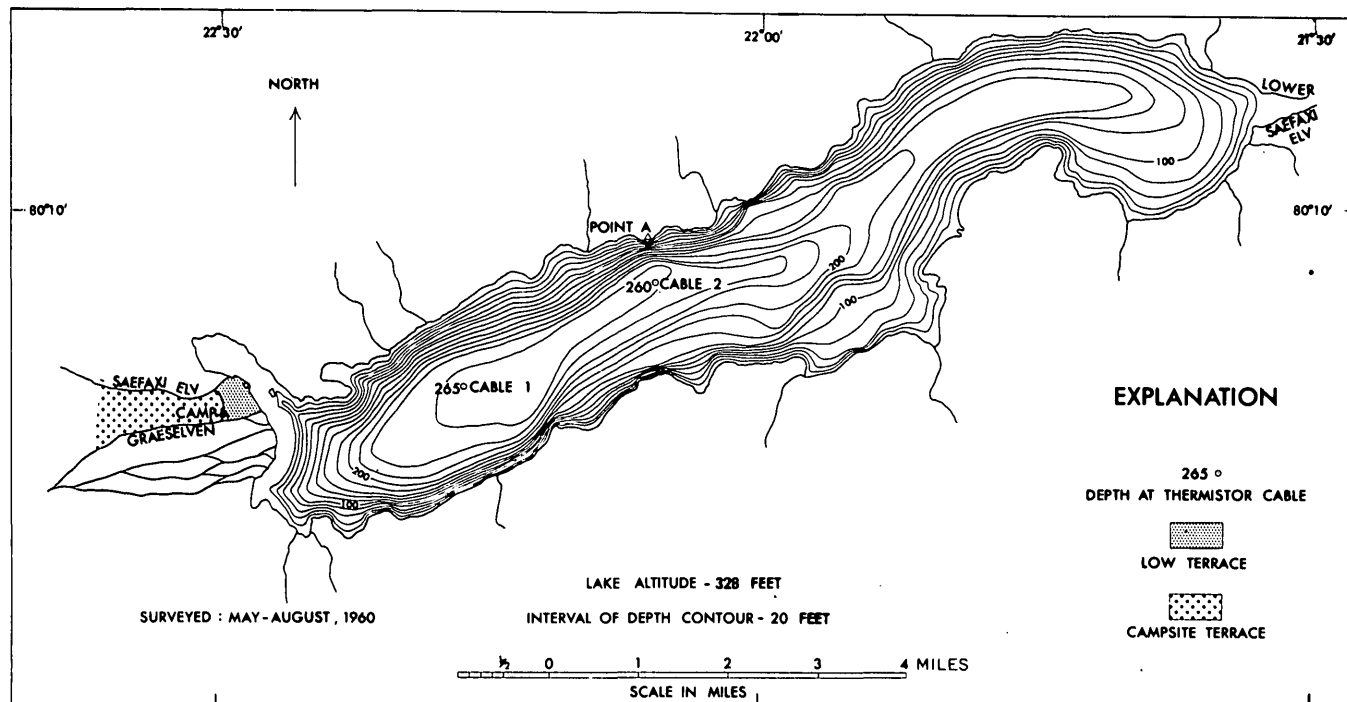 22°30'
22°00'
21°30
NORTH
LOWER
SAEFAXI
ELV
100
80°10'
80°10'
POINT A
260 CABLE 2
200
100
265 CABLE 1
SAEFAXI ELV
CAMP A
GRAESELVEN
200
100
EXPLANATION
265
DEPTH AT THERMISTOR CABLE
LOW TERRACE
CAMPSITE TERRACE
LAKE ALTITUDE - 328 FEET
SURVEYED : MAY - AUGUST, 1960
INTERVAL OF DEPTH CONTOUR - 20 FEET
½ 0 1 2 3 4 MILES
SCALE IN MILES